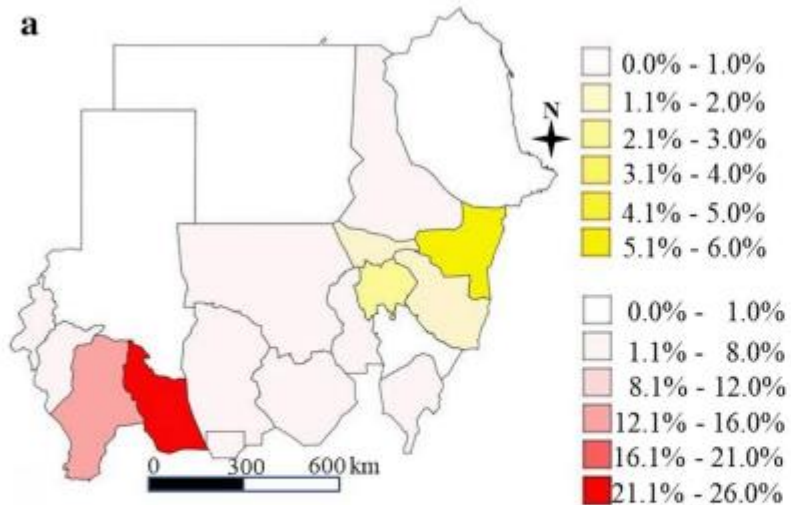 a
N
0.0% - 1.0%
1.1% - 2.0%
2.1% - 3.0%
3.1% - 4.0%
4.1% - 5.0%
5.1% - 6.0%
0.0% - 1.0%
1.1% - 8.0%
8.1% - 12.0%
12.1% - 16.0%
16.1% - 21.0%
21.1% - 26.0%
0 300 600 km